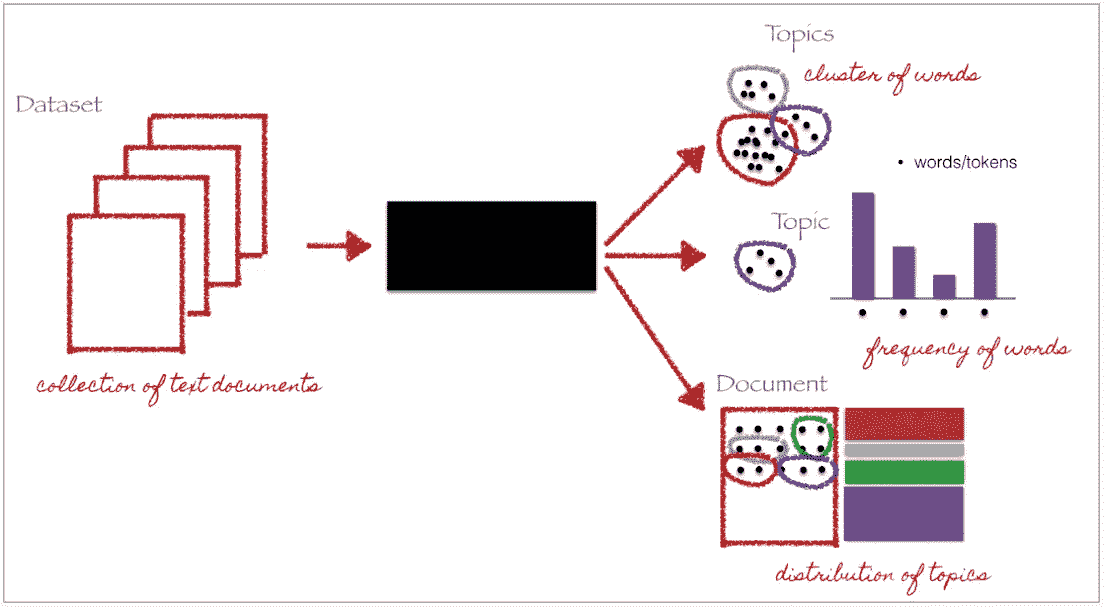 Dataset
collection of text documents
Topics
cluster of words
• words/tokens
Topic
frequency of words
Document
distribution of topics